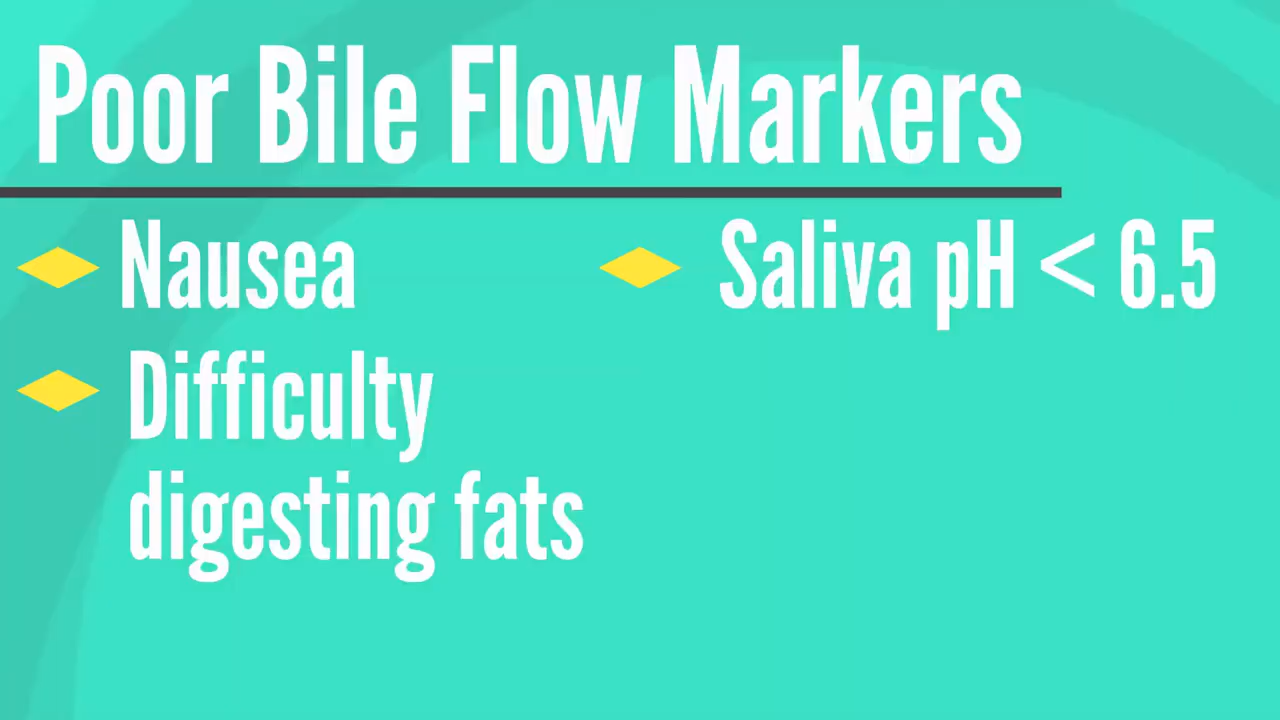 Poor Bile Flow Markers
Nausea
Difficulty
digesting fats
Saliva pH < 6.5